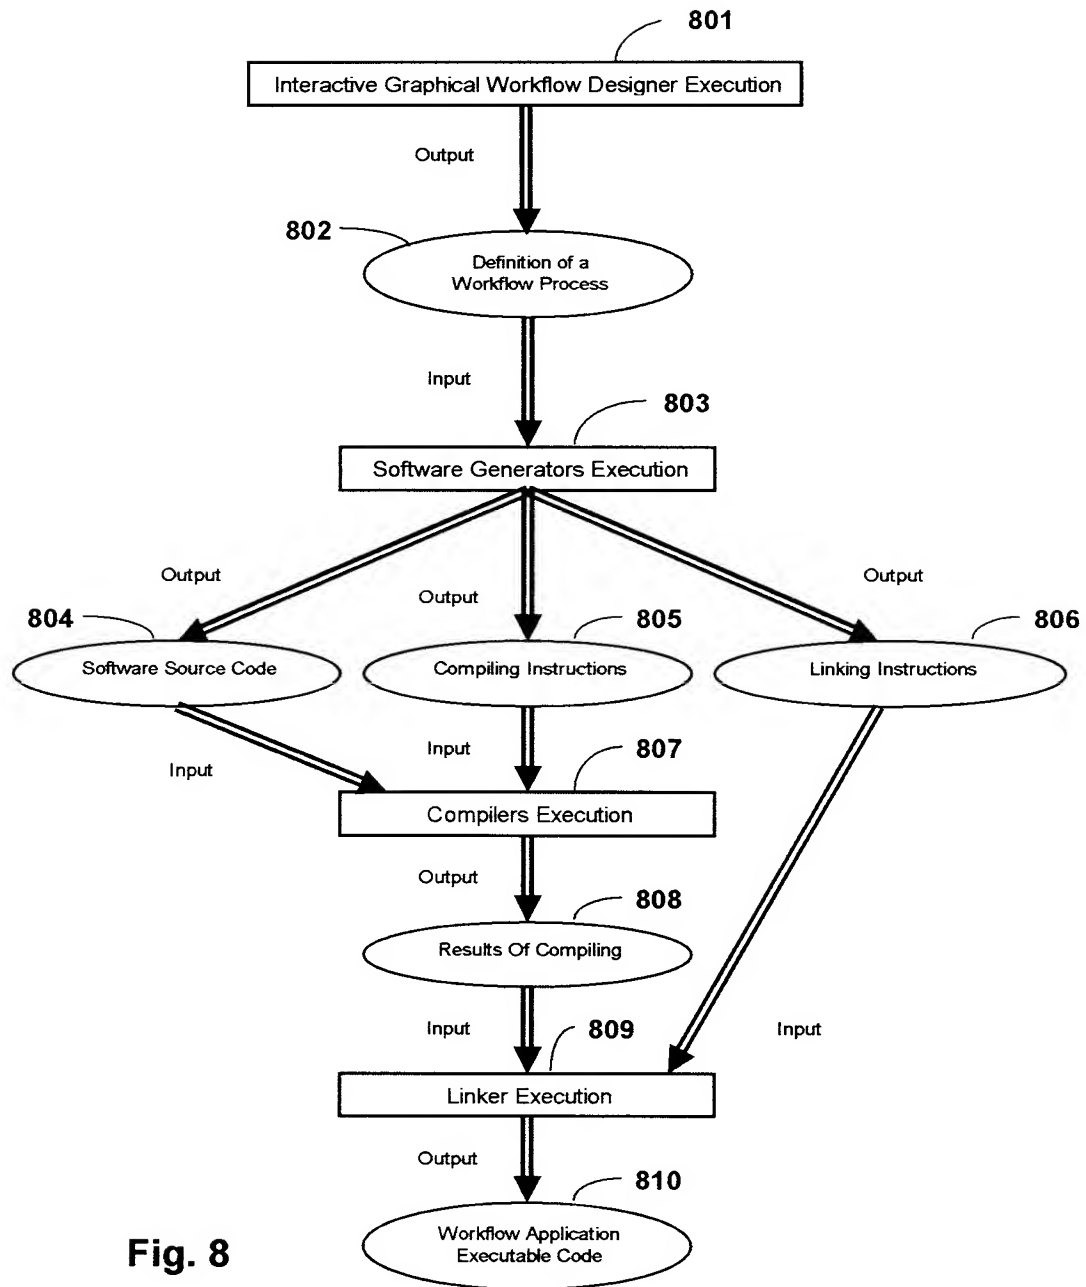 801
Interactive Graphical Workflow Designer Execution
Output
802
Definition of a
Workflow Process
Input
803
Software Generators Execution
Output
Output
Output
804
805
806
Software Source Code
Compiling Instructions
Linking Instructions
Input
Input
807
Compilers Execution
Output
808
Results Of Compiling
Input
809
Input
Linker Execution
Output
810
Workflow Application
Executable Code
Fig. 8